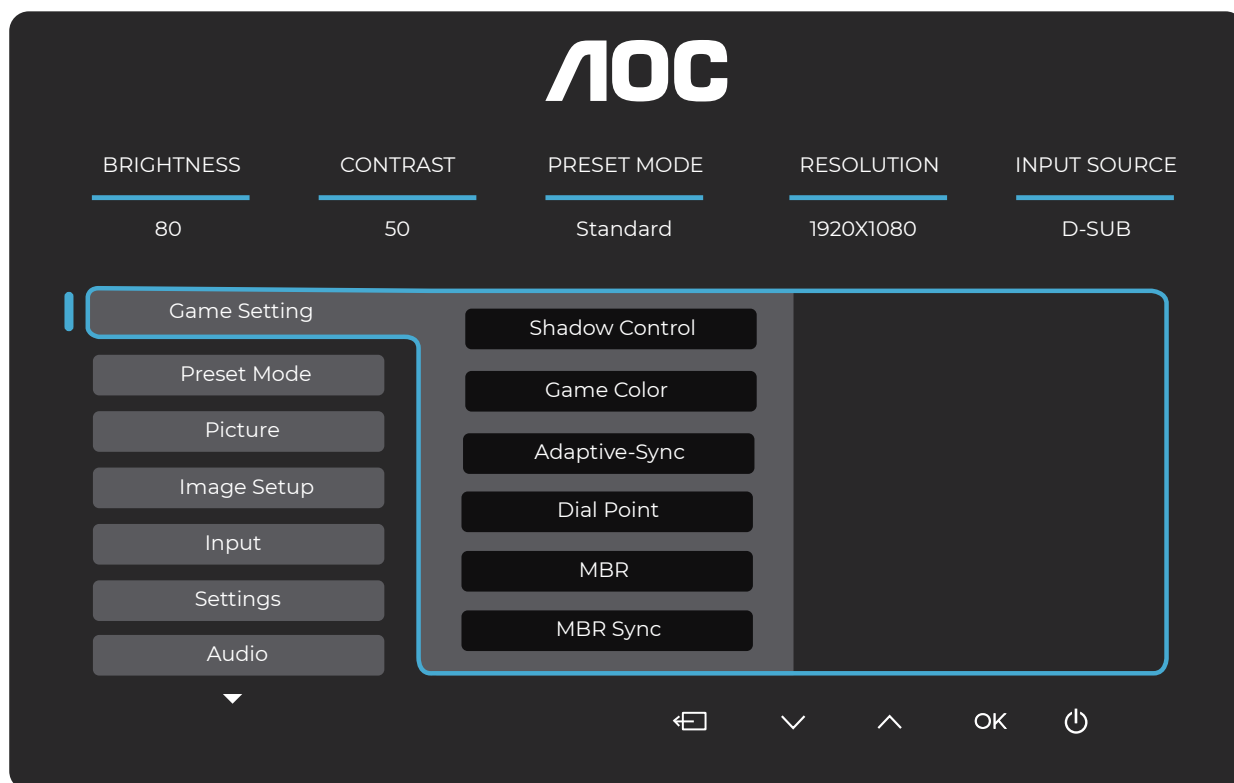 AOC
BRIGHTNESS CONTRAST PRESET MODE RESOLUTION INPUT SOURCE
80 50 Standard 1920X1080 D-SUB
Game Setting
Preset Mode
Picture
Image Setup
Input
Settings
Audio
Shadow Control
Game Color
Adaptive-Sync
Dial Point
MBR
MBR Sync
OK